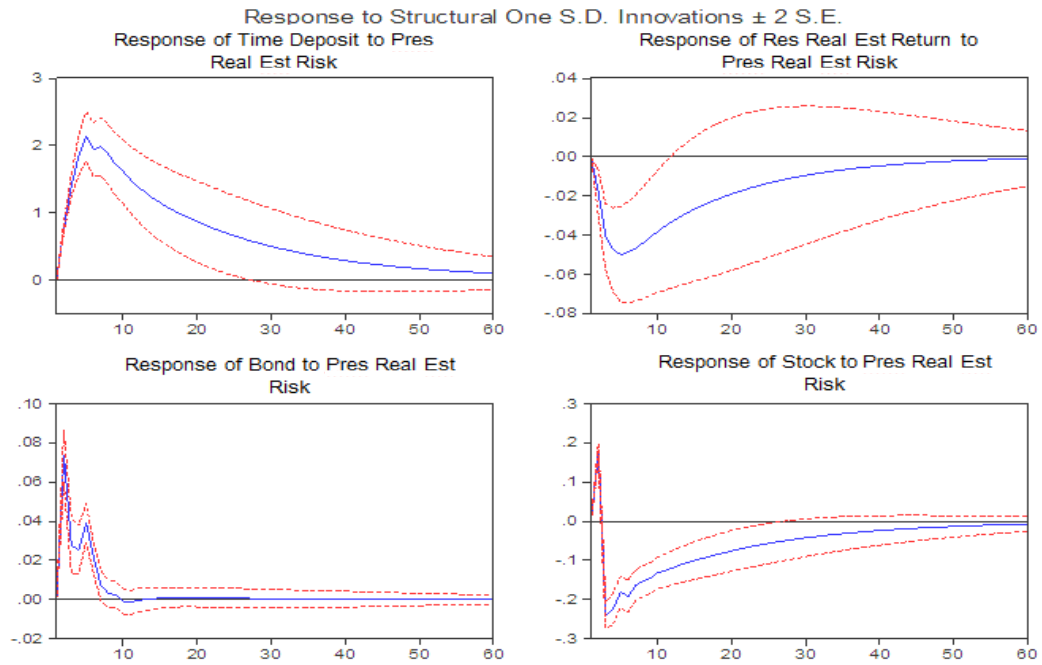 Response to Structural One S.D. Innovations ± 2 S.E.
Response of Time Deposit to Pres
Real Est Risk
3
2
1
0
10 20 30 40 50 60
Response of Res Real Est Return to
Pres Real Est Risk
.04
.02
.00
-.02
-.04
-.06
-.08
10 20 30 40 50 60
Response of Bond to Pres Real Est
Risk
.10
.08
.06
.04
.02
.00
-.02
10 20 30 40 50 60
Response of Stock to Pres Real Est
Risk
.3
.2
.1
.0
-.1
-.2
-.3
10 20 30 40 50 60